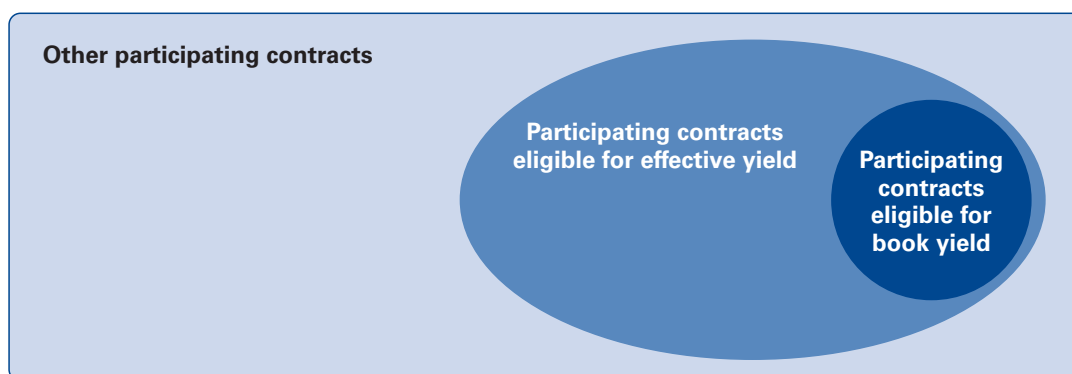 Other participating contracts
Participating contracts
eligible for effective yield
Participating
contracts
eligible for
book yield